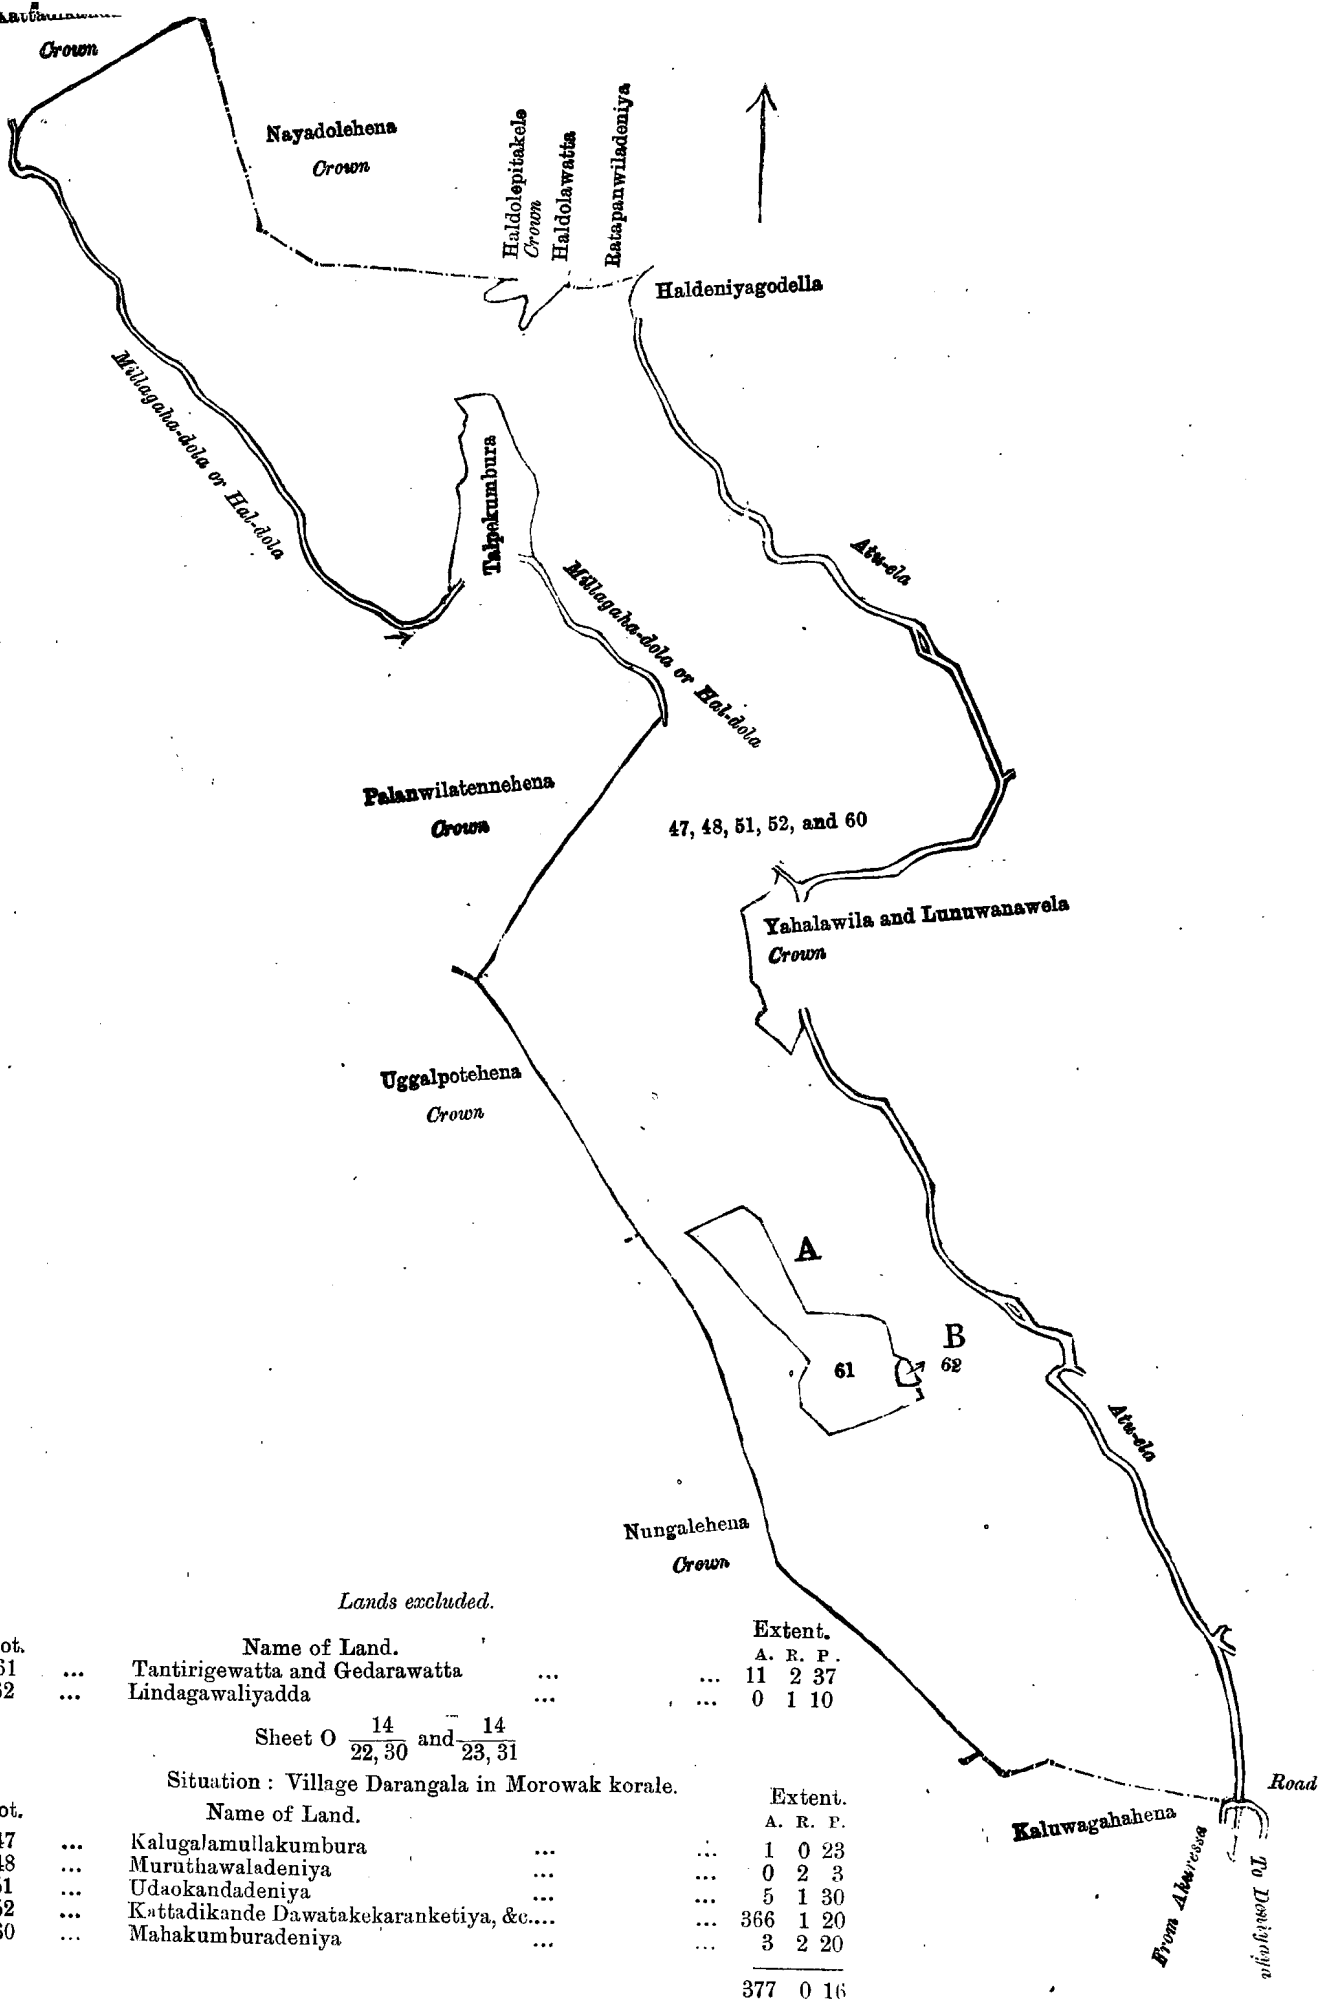 Crown
Nayadolehena
Crown
Haldolepitakele
Crown
Haldolawatta
Ratapanwiladeniya
Haldeniyagodella
Millagaha-dola or Hal-dola
Talpekumbura
Millagaha-dola or Hal-dola
Atu-ela
Palanwilatennehena
Crown
47, 48, 51, 52, and 60
Yahalawila and Lunuwanawela
Crown
Uggalpotehena
Crown
A
B
61
62
Atu-ela
Nungalehena
Crown
Road
Kaluwagahahena
From Akuressa
To Deniyaya
Lands excluded.
Extent.
ot. Name of Land. A. R. P.
61 ... Tantirigewatta and Gedarawatta ... ... 11 2 37
62 ... Lindagawaliyadda ... ... 0 1 10
Sheet O 14/22, 30 and 14/23, 31
Situation : Village Darangala in Morowak korale.
Extent.
ot. Name of Land. A. R. P.
47 ... Kalugalamullakumbura ... ... 1 0 23
48 ... Muruthawaladeniya ... ... 0 2 3
51 ... Udaokandadeniya ... ... 5 1 30
52 ... Kattadikande Dawatakekaranketiya, &c.... ... 366 1 20
60 ... Mahakumburadeniya ... ... 3 2 20
377 0 16